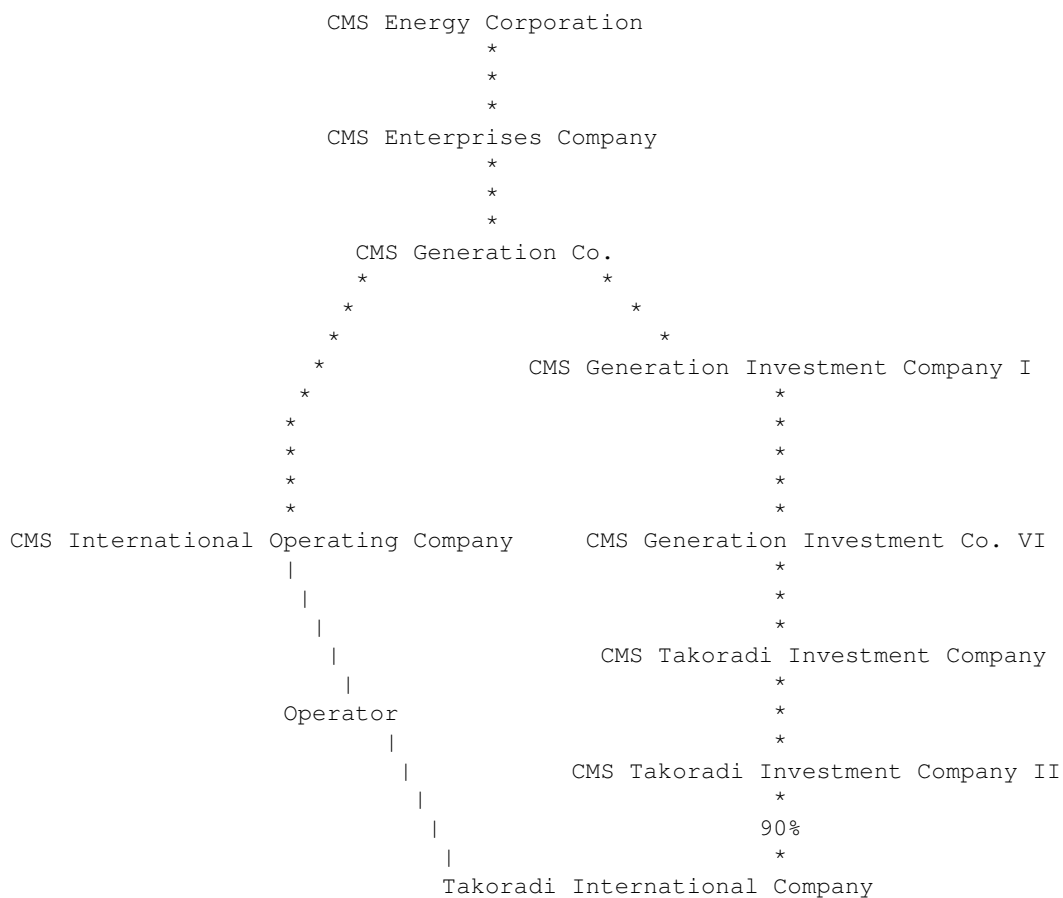 CMS Energy Corporation
*
*
*
CMS Enterprises Company
*
*
*
CMS Generation Co.
* *
* *
* *
* CMS Generation Investment Company I
* *
* *
* *
* *
* *
CMS International Operating Company CMS Generation Investment Co. VI
| *
| *
| *
| CMS Takoradi Investment Company
| *
Operator *
| *
| CMS Takoradi Investment Company II
| *
| 90%
| *
Takoradi International Company